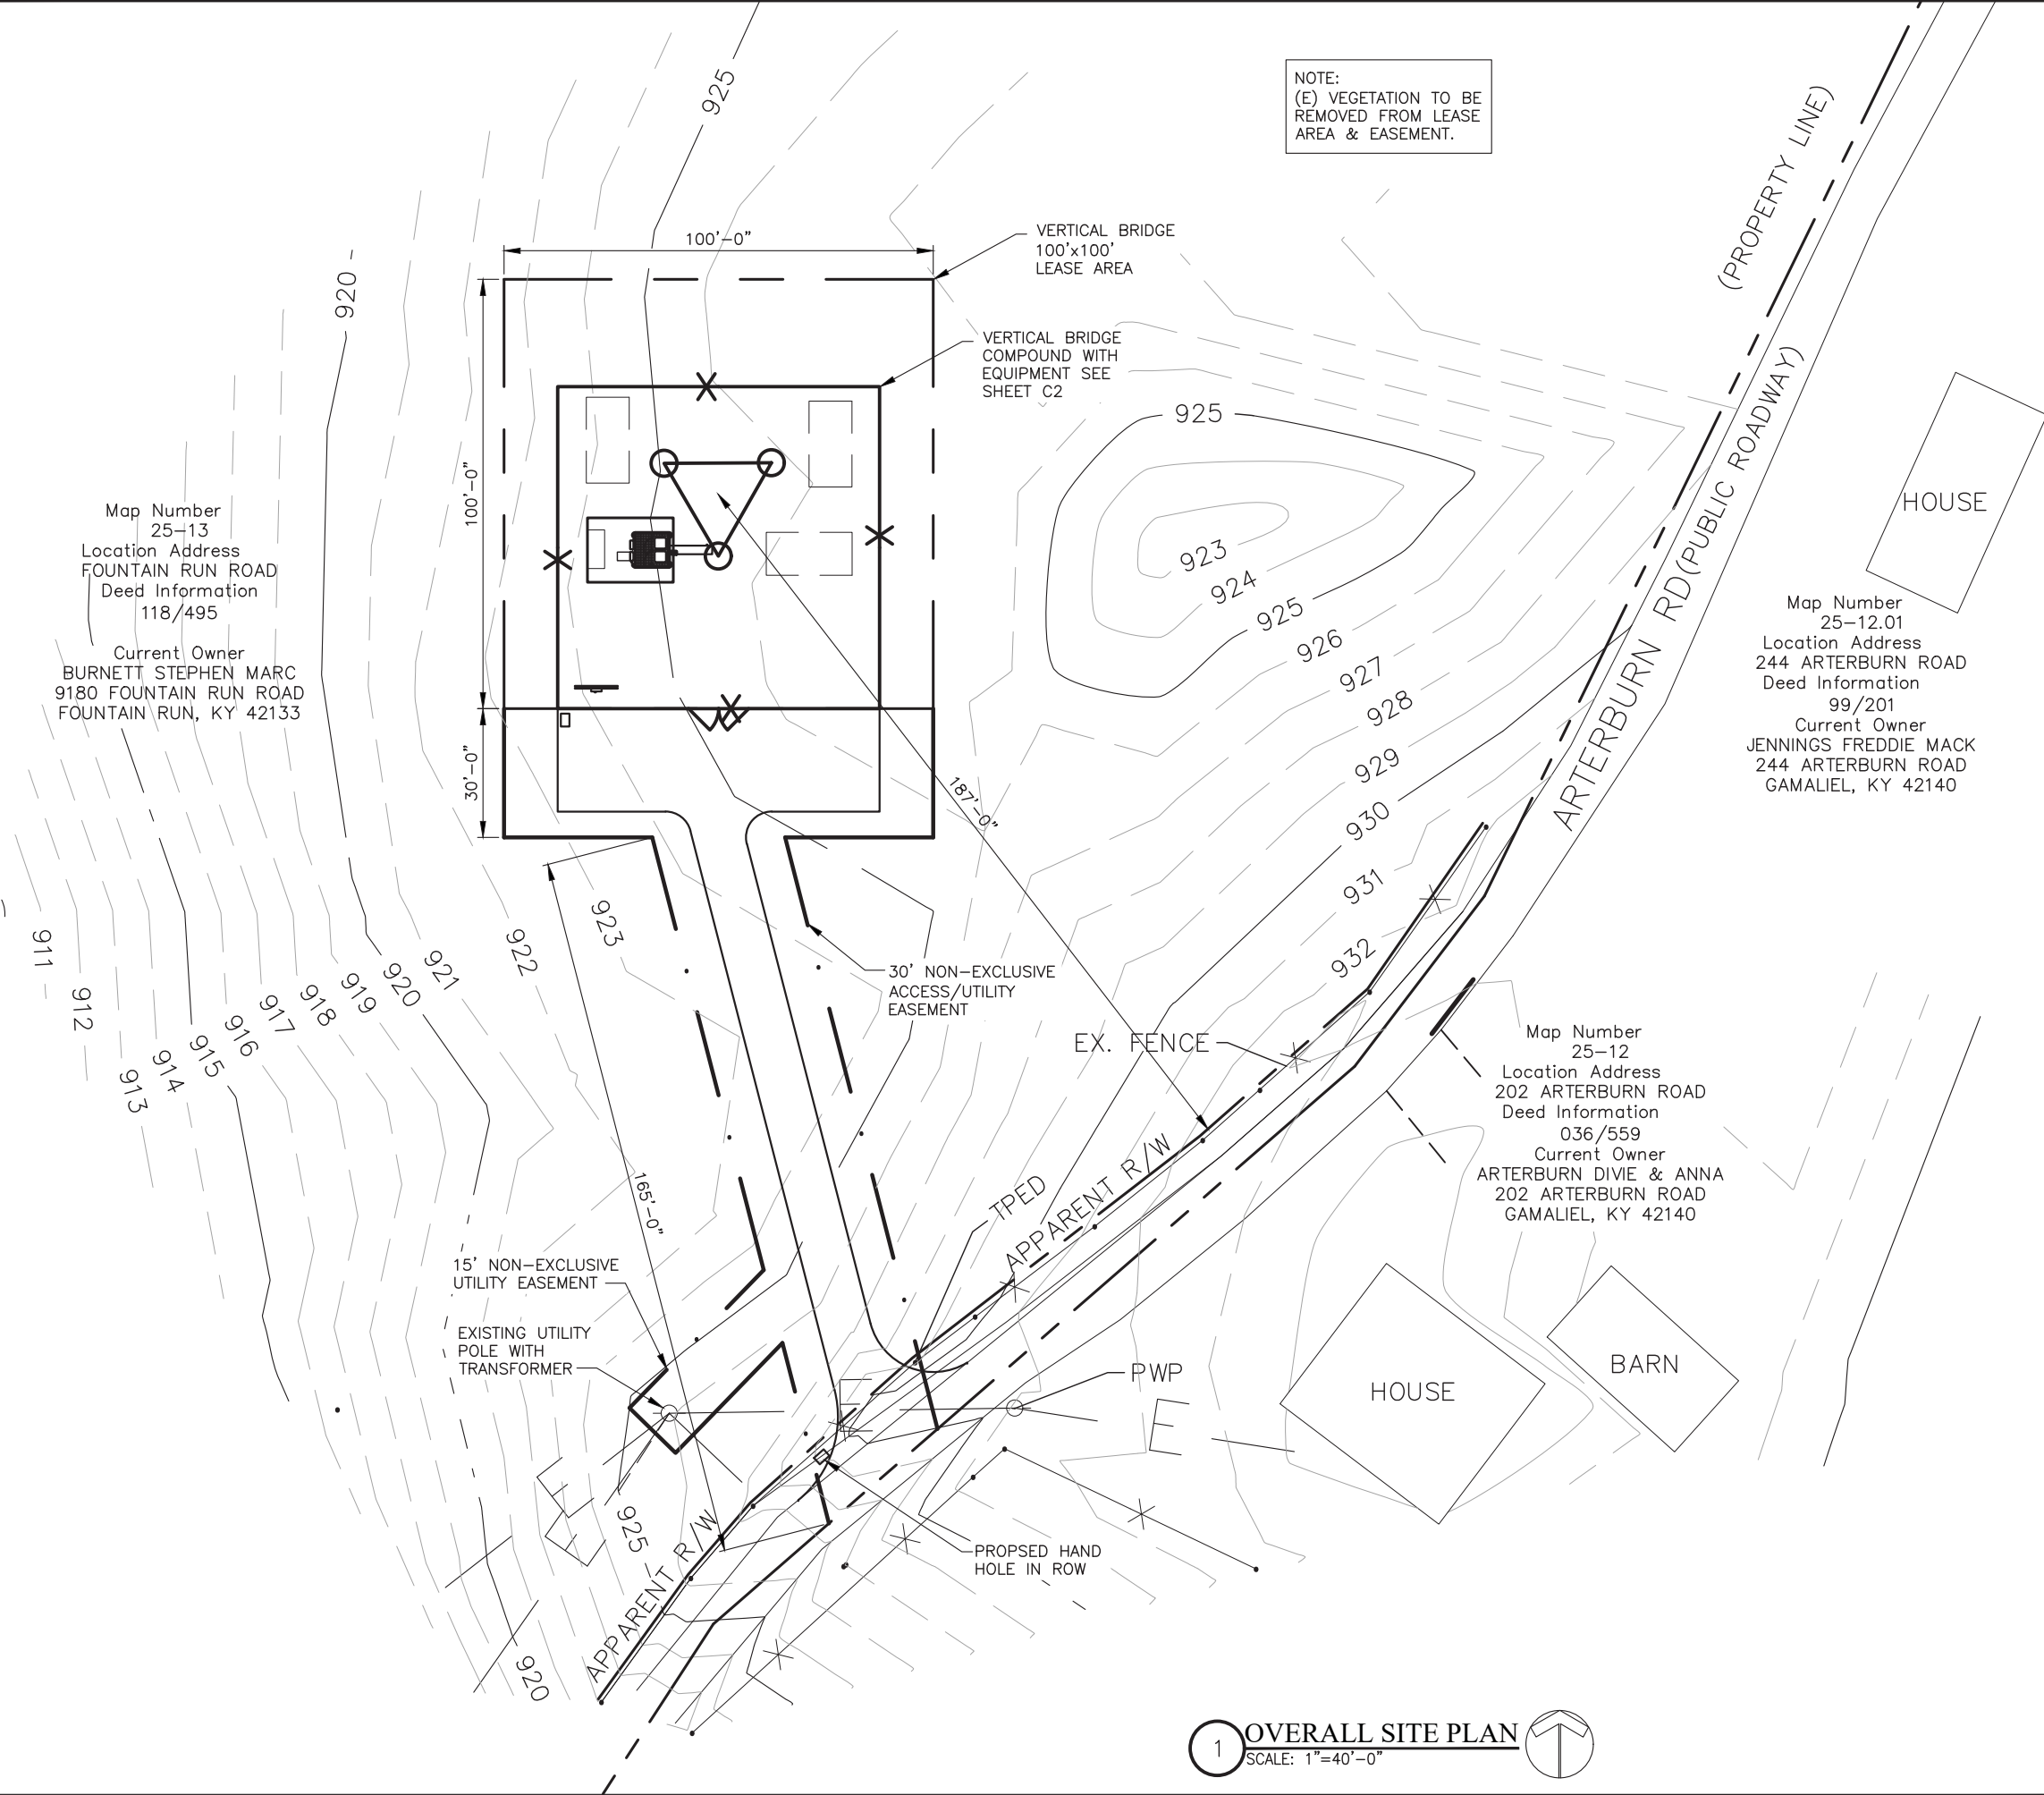 925
NOTE:
(E) VEGETATION TO BE
REMOVED FROM LEASE
AREA & EASEMENT.
(PROPERTY LINE)
100'-0"
VERTICAL BRIDGE
100'x100'
LEASE AREA
920
VERTICAL BRIDGE
COMPOUND WITH
EQUIPMENT SEE
SHEET C2
100'-0"
925
923
924
925
926
927
928
929
930
931
932
ARTERBURN RD(PUBLIC ROADWAY)
HOUSE
Map Number
25-13
Location Address
FOUNTAIN RUN ROAD
Deed Information
118/495
Current Owner
BURNETT STEPHEN MARC
9180 FOUNTAIN RUN ROAD
FOUNTAIN RUN, KY 42133
Map Number
25-12.01
Location Address
244 ARTERBURN ROAD
Deed Information
99/201
Current Owner
JENNINGS FREDDIE MACK
244 ARTERBURN ROAD
GAMALIEL, KY 42140
30'-0"
187'-0"
)
911
912
913
914
915
916
917
918
919
920
921
922
923
30' NON-EXCLUSIVE
ACCESS/UTILITY
EASEMENT
EX. FENCE
Map Number
25-12
Location Address
202 ARTERBURN ROAD
Deed Information
036/559
Current Owner
ARTERBURN DIVIE & ANNA
202 ARTERBURN ROAD
GAMALIEL, KY 42140
165'-0"
TPED
APPARENT R/W
15' NON-EXCLUSIVE
UTILITY EASEMENT
EXISTING UTILITY
POLE WITH
TRANSFORMER
PWP
E
E
HOUSE
BARN
E
E
925
APPARENT R/W
PROPSED HAND
HOLE IN ROW
920
1
OVERALL SITE PLAN
SCALE: 1"=40'-0"